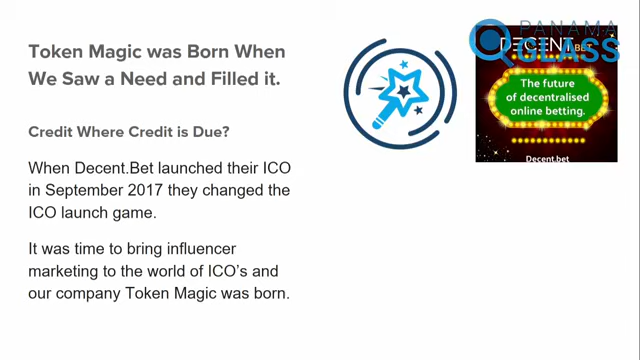 Token Magic was Born When
We Saw a Need and Filled it.
Credit Where Credit is Due?
When Decent.Bet launched their ICO
in September 2017 they changed the
ICO launch game.
It was time to bring influencer
marketing to the world of ICO's and
our company Token Magic was born.
PANAMA
GLASS
DECENT.BET
The future
of decentralised
online betting.
Decent.bet